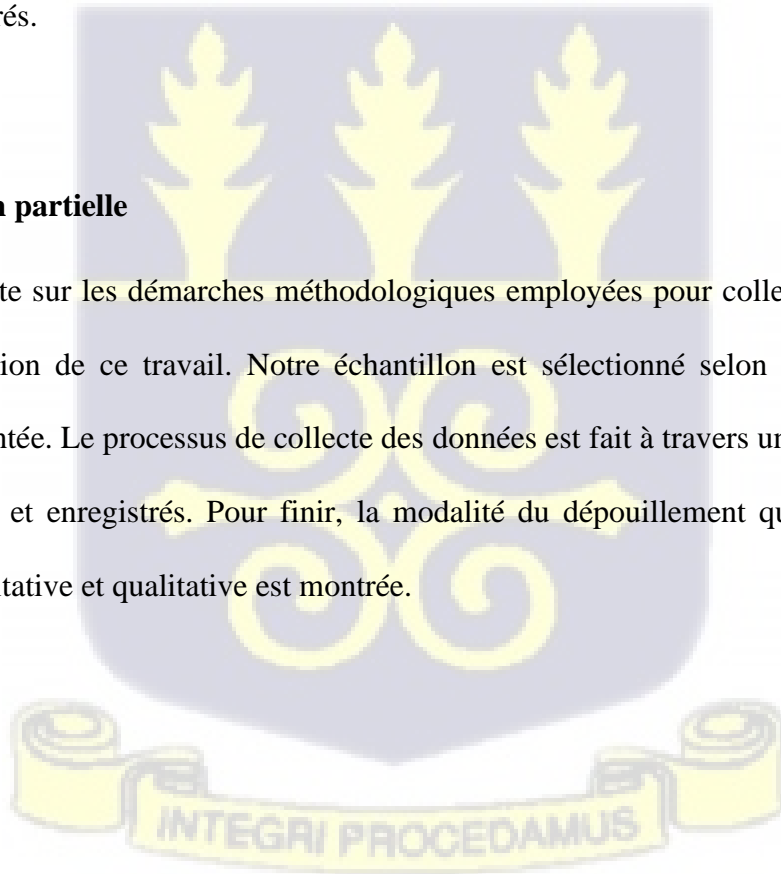 rés.
n partielle
te sur les démarches méthodologiques employées pour colle
tion de ce travail. Notre échantillon est sélectionné selon
ntée. Le processus de collecte des données est fait à travers un
et enregistrés. Pour finir, la modalité du dépouillement qu
itative et qualitative est montrée.
INTEGRI PROCEDAMUS